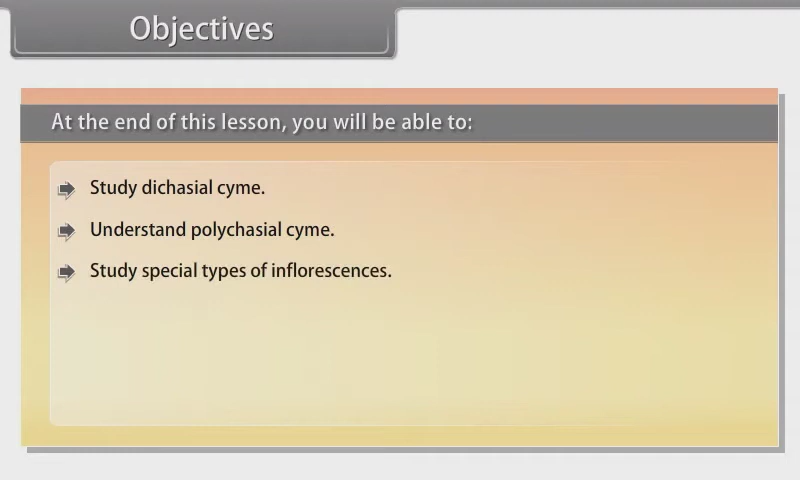 Objectives
At the end of this lesson, you will be able to:
Study dichasial cyme.
Understand polychasial cyme.
Study special types of inflorescences.